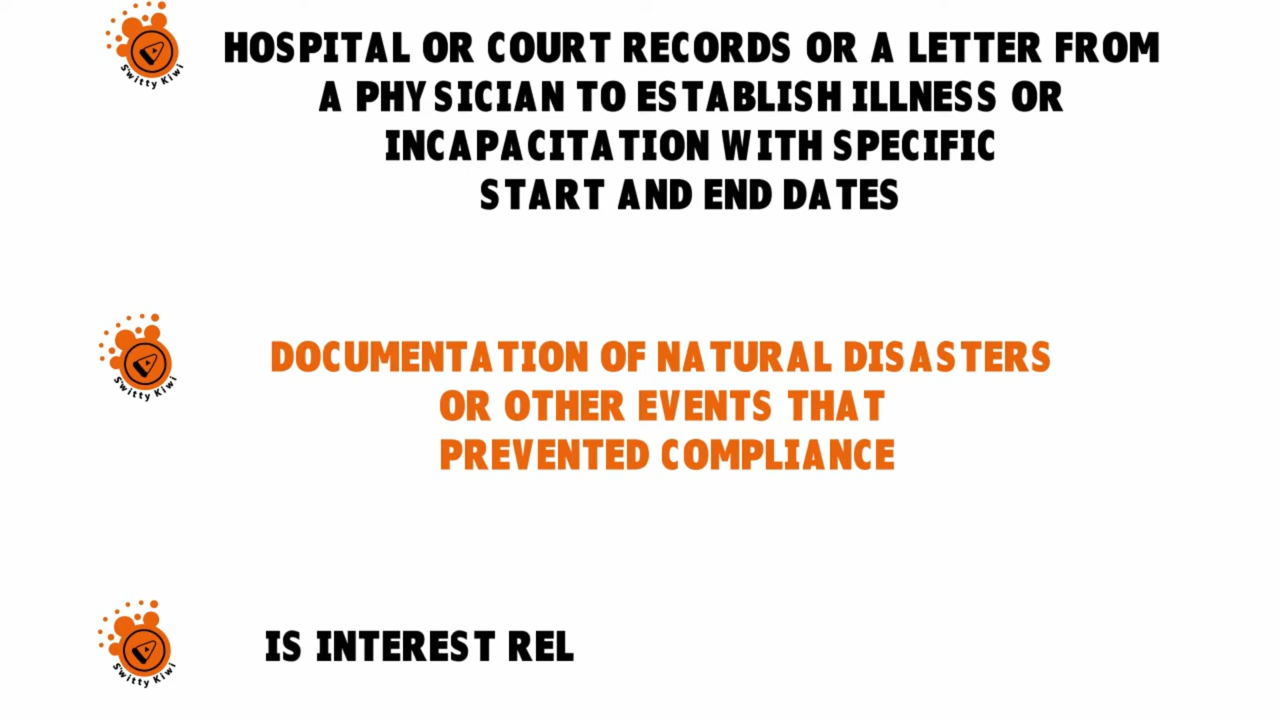 Switty Kiwi
HOSPITAL OR COURT RECORDS OR A LETTER FROM
A PHYSICIAN TO ESTABLISH ILLNESS OR
INCAPACITATION WITH SPECIFIC
START AND END DATES
Switty Kiwi
DOCUMENTATION OF NATURAL DISASTERS
OR OTHER EVENTS THAT
PREVENTED COMPLIANCE
Switty Kiwi
IS INTEREST REL